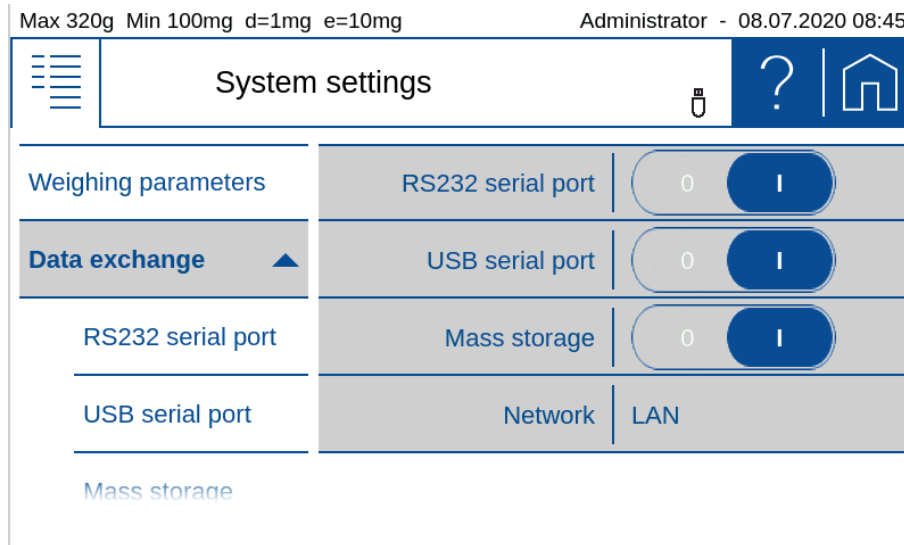 Max 320g Min 100mg d=1mg e=10mg Administrator - 08.07.2020 08:45
System settings ?
Weighing parameters
RS232 serial port 0 I
Data exchange
USB serial port 0 I
RS232 serial port
Mass storage 0 I
USB serial port
Network LAN
Mass storage